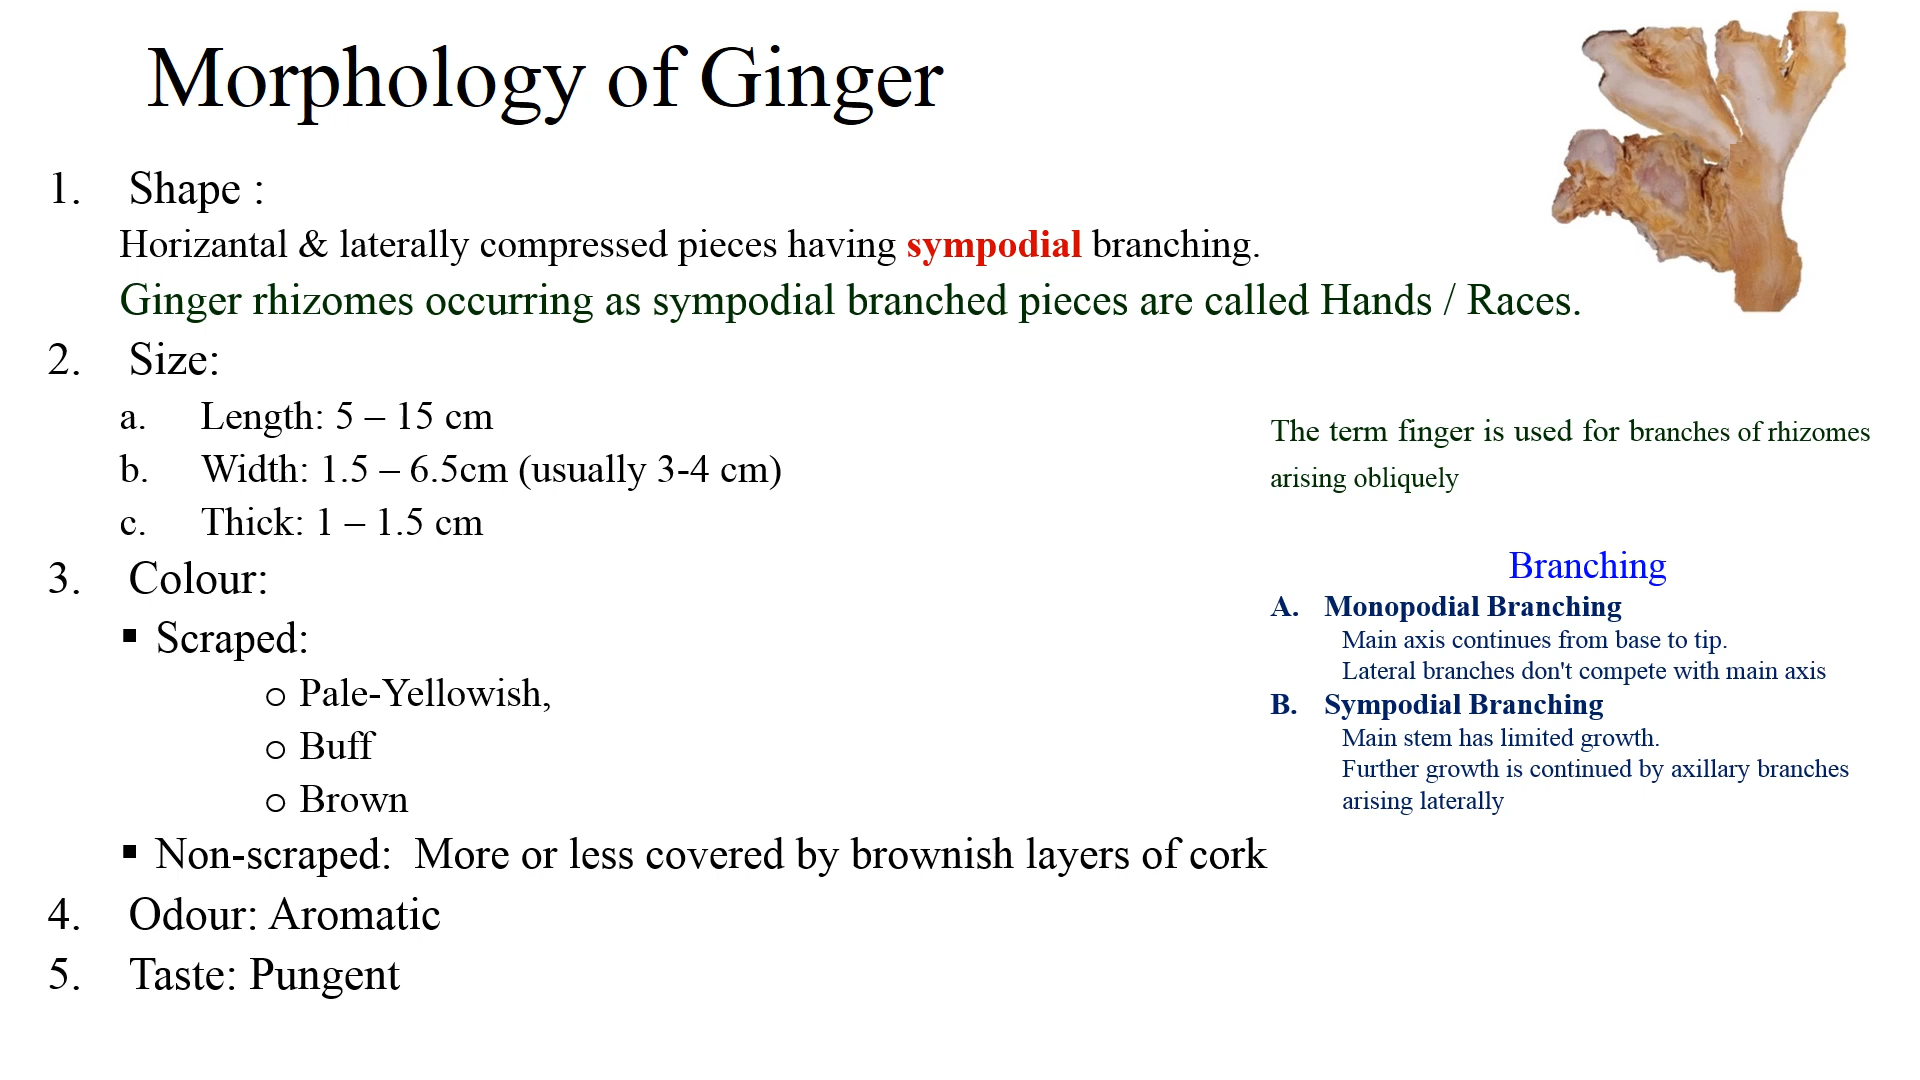 Morphology of Ginger
1. Shape :
Horizantal & laterally compressed pieces having sympodial branching.
Ginger rhizomes occurring as sympodial branched pieces are called Hands / Races.
2. Size:
a. Length: 5 – 15 cm
b. Width: 1.5 – 6.5cm (usually 3-4 cm)
c. Thick: 1 – 1.5 cm
3. Colour:
▪ Scraped:
o Pale-Yellowish,
o Buff
o Brown
▪ Non-scraped: More or less covered by brownish layers of cork
4. Odour: Aromatic
5. Taste: Pungent
The term finger is used for branches of rhizomes
arising obliquely
Branching
A. Monopodial Branching
Main axis continues from base to tip.
Lateral branches don't compete with main axis
B. Sympodial Branching
Main stem has limited growth.
Further growth is continued by axillary branches
arising laterally